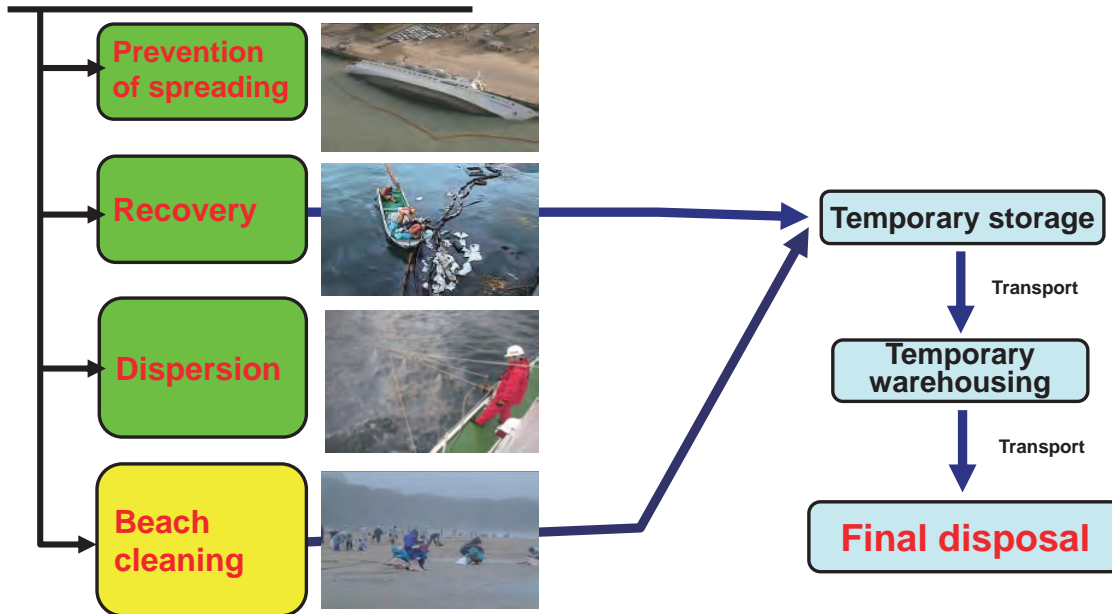 Prevention
of spreading
Recovery
Dispersion
Beach
cleaning
Temporary storage
Transport
Temporary
warehousing
Transport
Final disposal